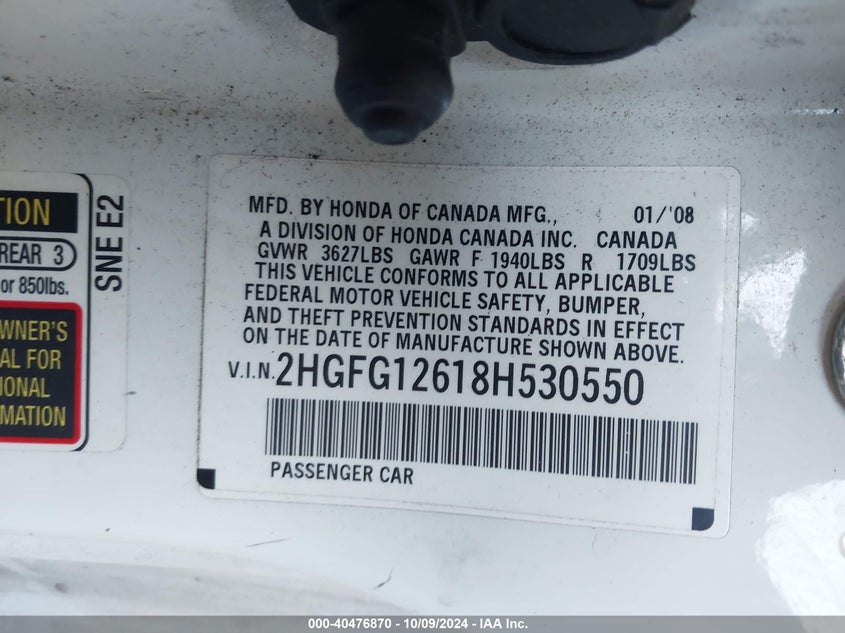 TION
REAR 3
or 850lbs.
WNER'S
AL FOR
IONAL
MATION
SNE E2
MFD. BY HONDA OF CANADA MFG., 01/'08
A DIVISION OF HONDA CANADA INC. CANADA
GVWR 3627LBS GAWR F 1940LBS R 1709LBS
THIS VEHICLE CONFORMS TO ALL APPLICABLE
FEDERAL MOTOR VEHICLE SAFETY, BUMPER,
AND THEFT PREVENTION STANDARDS IN EFFECT
ON THE DATE OF MANUFACTURE SHOWN ABOVE.
V.I.N. 2HGFG12618H530550
PASSENGER CAR
000-40476870 - 10/09/2024 - IAA Inc.